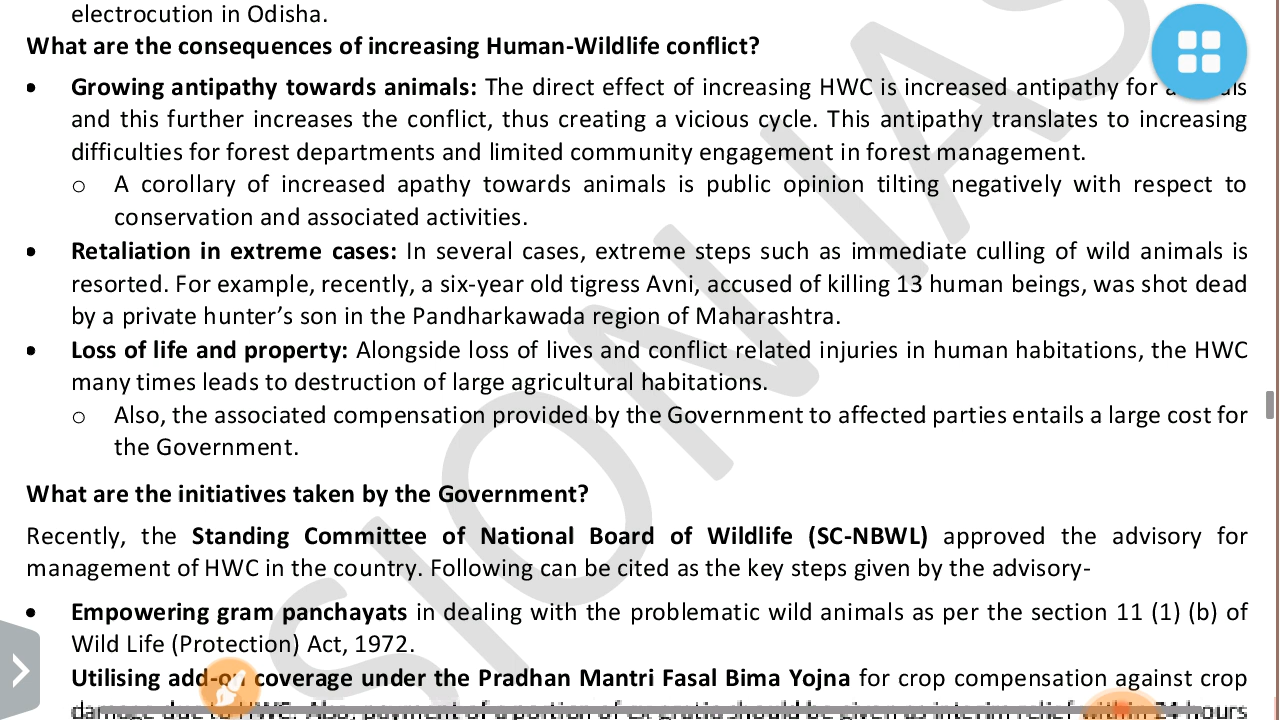 electrocution in Odisha.
What are the consequences of increasing Human-Wildlife conflict?
• Growing antipathy towards animals: The direct effect of increasing HWC is increased antipathy for
and this further increases the conflict, thus creating a vicious cycle. This antipathy translates to increasing
difficulties for forest departments and limited community engagement in forest management.
o A corollary of increased apathy towards animals is public opinion tilting negatively with respect to
conservation and associated activities.
• Retaliation in extreme cases: In several cases, extreme steps such as immediate culling of wild animals is
resorted. For example, recently, a six-year old tigress Avni, accused of killing 13 human beings, was shot dead
by a private hunter's son in the Pandharkawada region of Maharashtra.
• Loss of life and property: Alongside loss of lives and conflict related injuries in human habitations, the HWC
many times leads to destruction of large agricultural habitations.
o Also, the associated compensation provided by the Government to affected parties entails a large cost for
the Government.
What are the initiatives taken by the Government?
Recently, the Standing Committee of National Board of Wildlife (SC-NBWL) approved the advisory for
management of HWC in the country. Following can be cited as the key steps given by the advisory-
• Empowering gram panchayats in dealing with the problematic wild animals as per the section 11 (1) (b) of
Wild Life (Protection) Act, 1972.
Utilising add-on coverage under the Pradhan Mantri Fasal Bima Yojna for crop compensation against crop
SION IAS